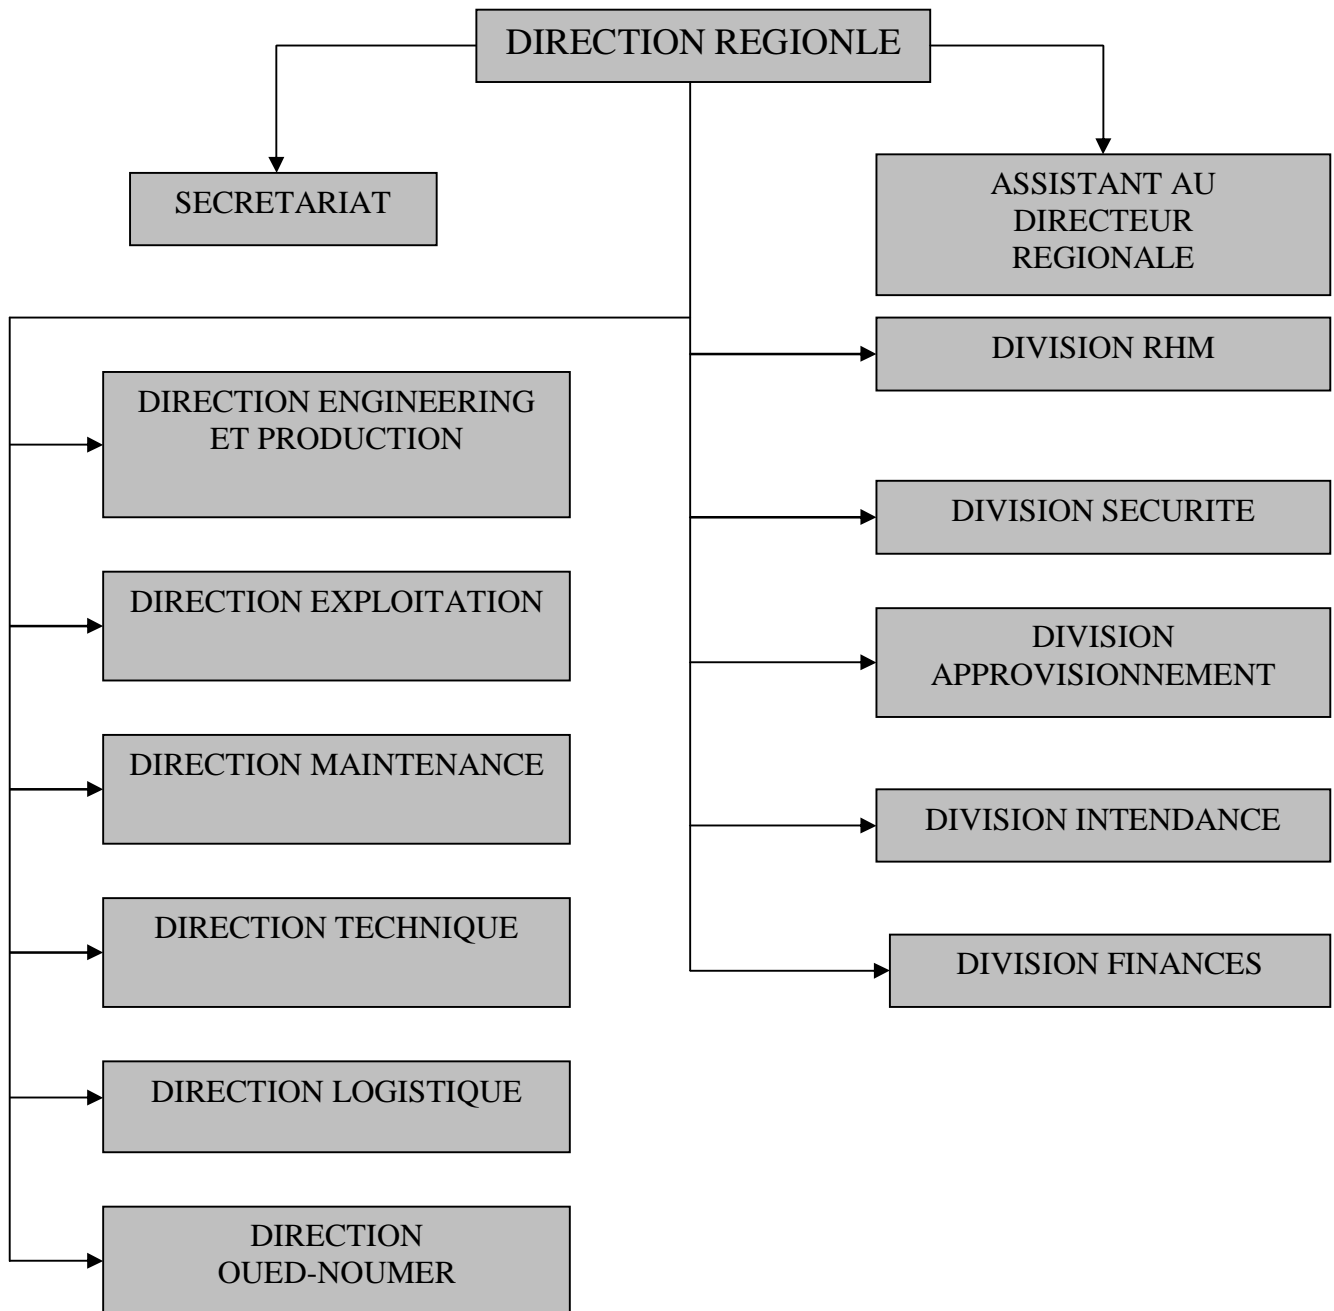 DIRECTION REGIONLE
SECRETARIAT
ASSISTANT AU
DIRECTEUR
REGIONALE
DIVISION RHM
DIRECTION ENGINEERING
ET PRODUCTION
DIVISION SECURITE
DIRECTION EXPLOITATION
DIVISION
APPROVISIONNEMENT
DIRECTION MAINTENANCE
DIVISION INTENDANCE
DIRECTION TECHNIQUE
DIVISION FINANCES
DIRECTION LOGISTIQUE
DIRECTION
OUED-NOUMER